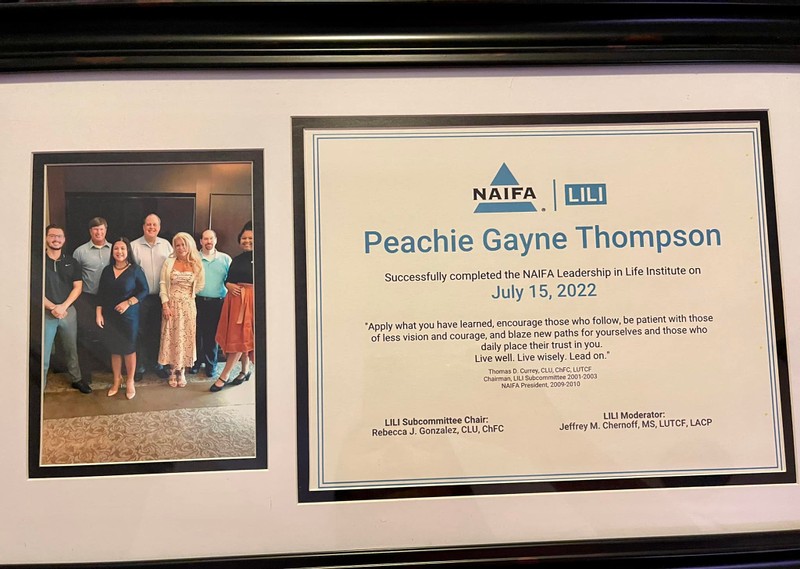 NAIFA | LILI
Peachie Gayne Thompson
Successfully completed the NAIFA Leadership in Life Institute on
July 15, 2022
"Apply what you have learned, encourage those who follow, be patient with those
of less vision and courage, and blaze new paths for yourselves and those who
daily place their trust in you.
Live well. Live wisely. Lead on."
Thomas D. Currey, CLU, ChFC, LUTCF
Chairman, LILI Subcommittee 2001-2003
NAIFA President, 2009-2010
LILI Subcommittee Chair:
Rebecca J. Gonzalez, CLU, ChFC
LILI Moderator:
Jeffrey M. Chernoff, MS, LUTCF, LACP